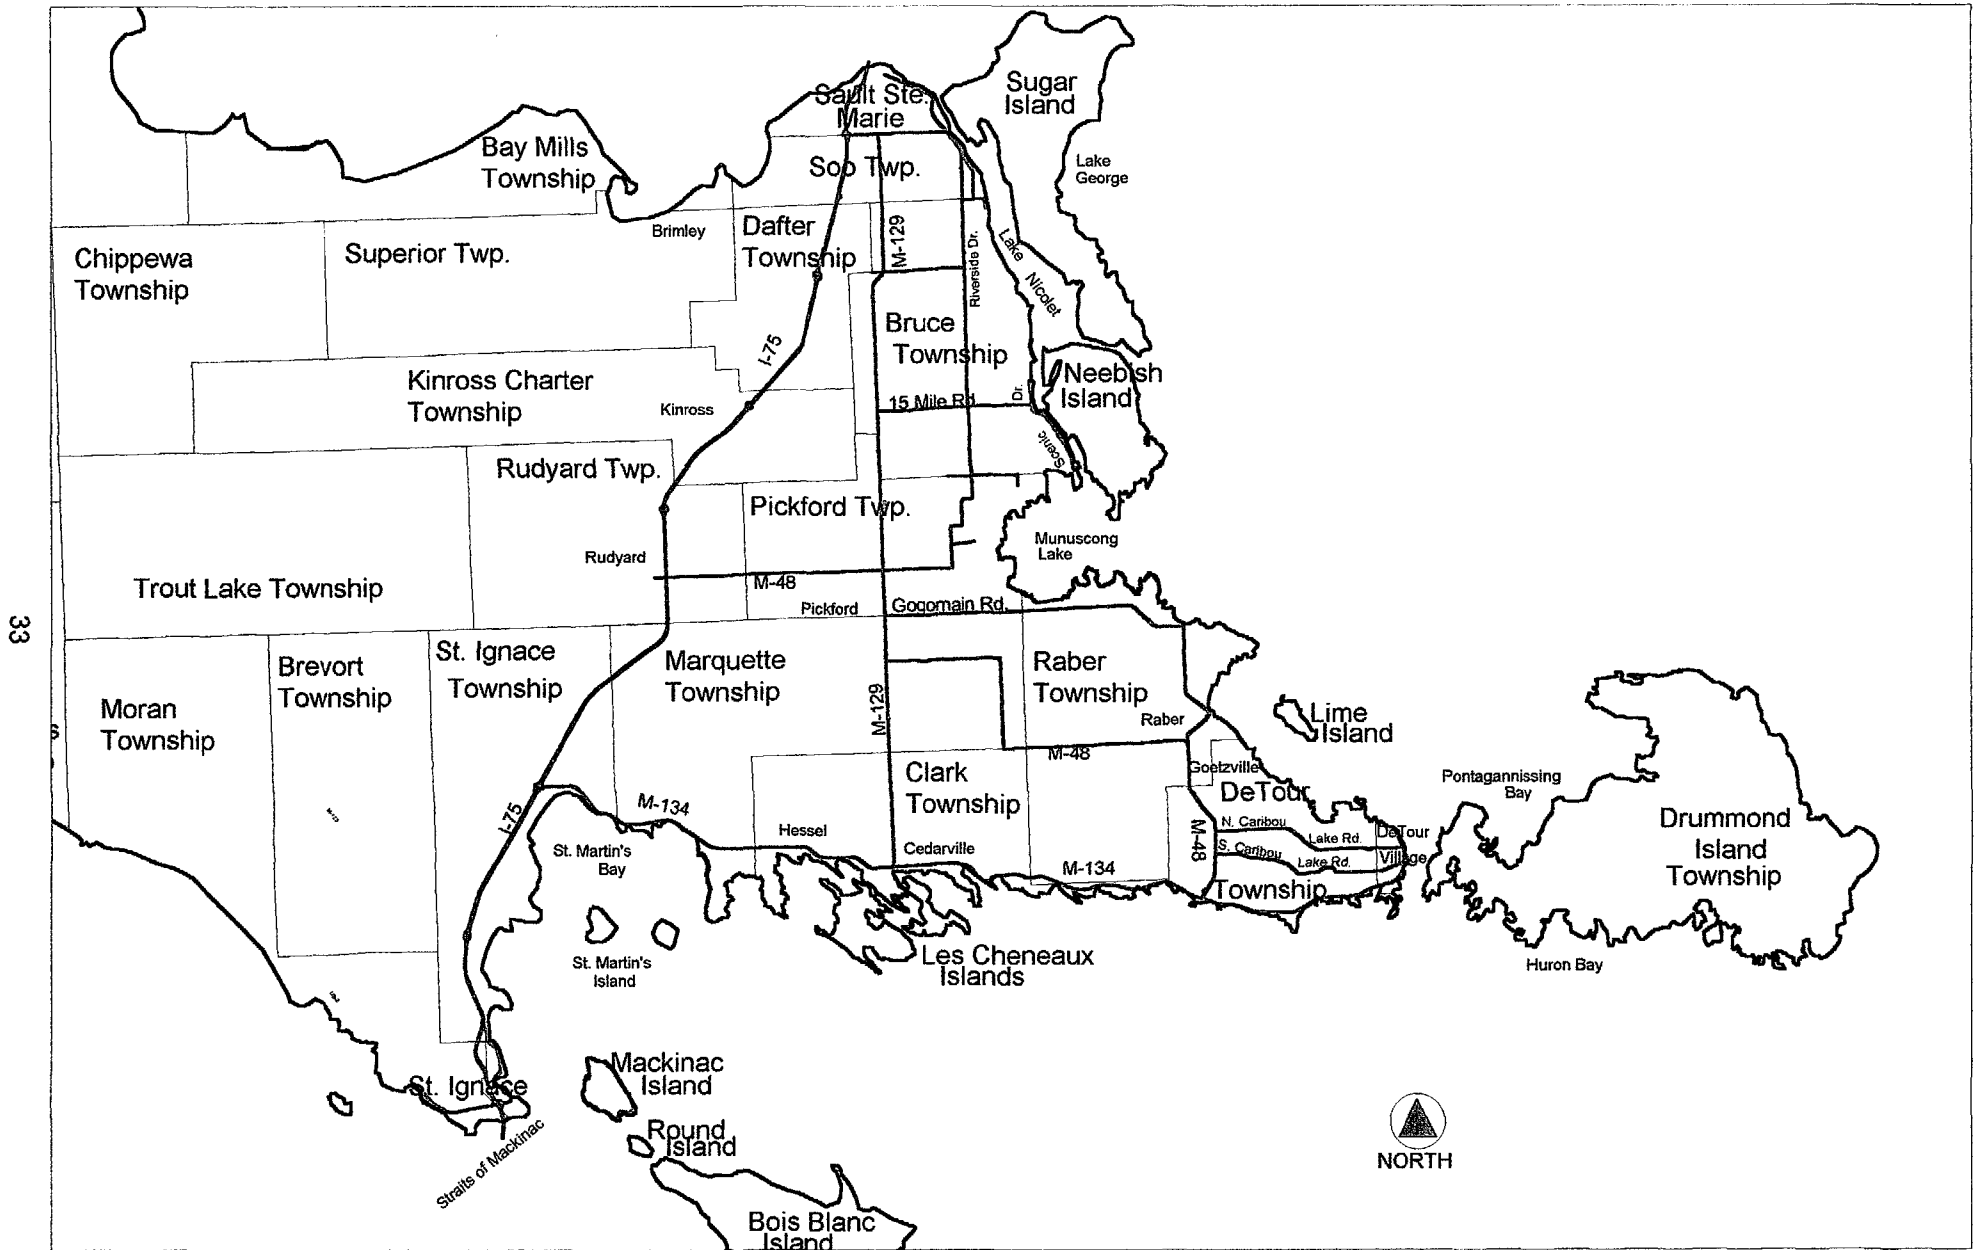 Sugar
Island
Sault Ste.
Marie
Bay Mills
Township
Soo Twp.
Lake
George
Brimley
Dafter
Township
M-129
Riverside Dr.
Lake
Nicolet
Chippewa
Township
Superior Twp.
Bruce
Township
I-75
Neebish
Island
Kinross Charter
Township
Kinross
15 Mile Rd.
Dr.
Scenic
Rudyard Twp.
Pickford Twp.
Munuscong
Lake
Rudyard
M-48
Trout Lake Township
Pickford
Gogomain Rd.
33
St. Ignace
Township
Brevort
Township
Marquette
Township
Raber
Township
Moran
Township
M-129
Raber
Lime
Island
M-48
Goetzville
Clark
Township
DeTour
Pontagannissing
Bay
M-134
I-75
Hessel
N. Caribou
Lake Rd.
DeTour
Village
Drummond
Island
Township
St. Martin's
Bay
Cedarville
M-48
S. Caribou
Lake Rd.
M-134
Township
St. Martin's
Island
Les Cheneaux
Islands
Huron Bay
St. Ignace
Mackinac
Island
Straits of Mackinac
Round
Island
NORTH
Bois Blanc
Island